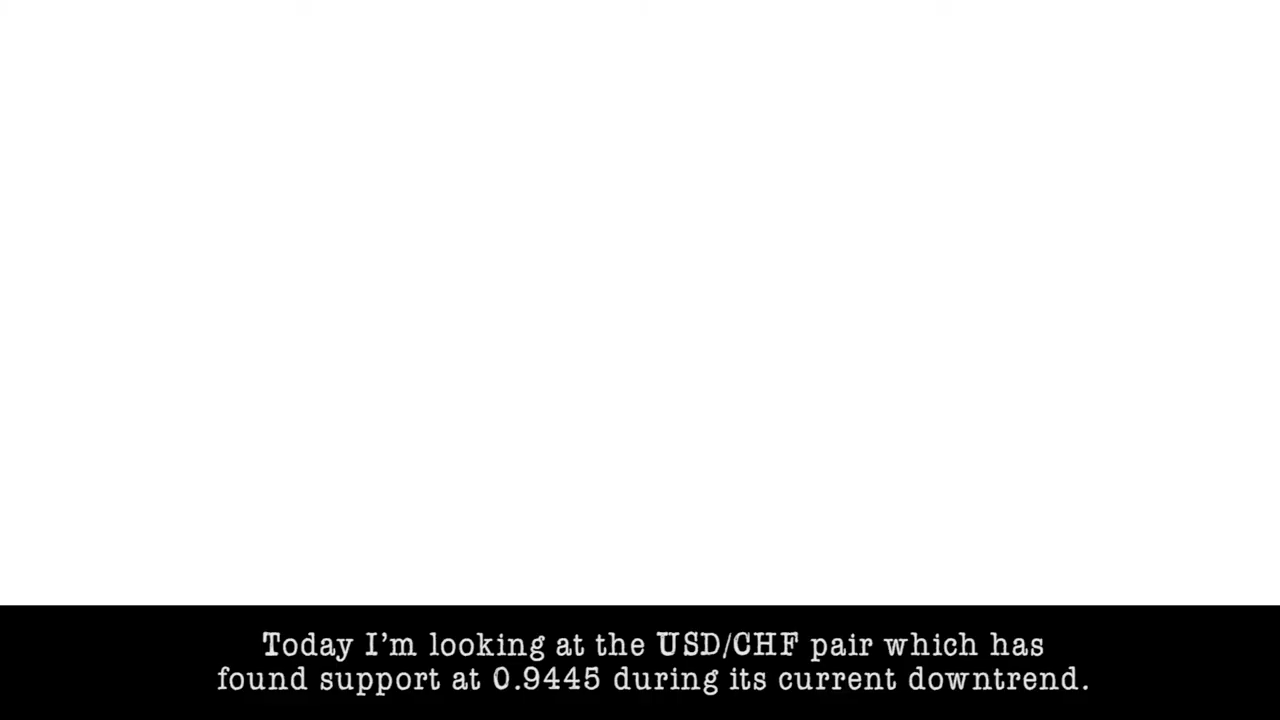 Today I'm looking at the USD/CHF pair which has
found support at 0.9445 during its current downtrend.